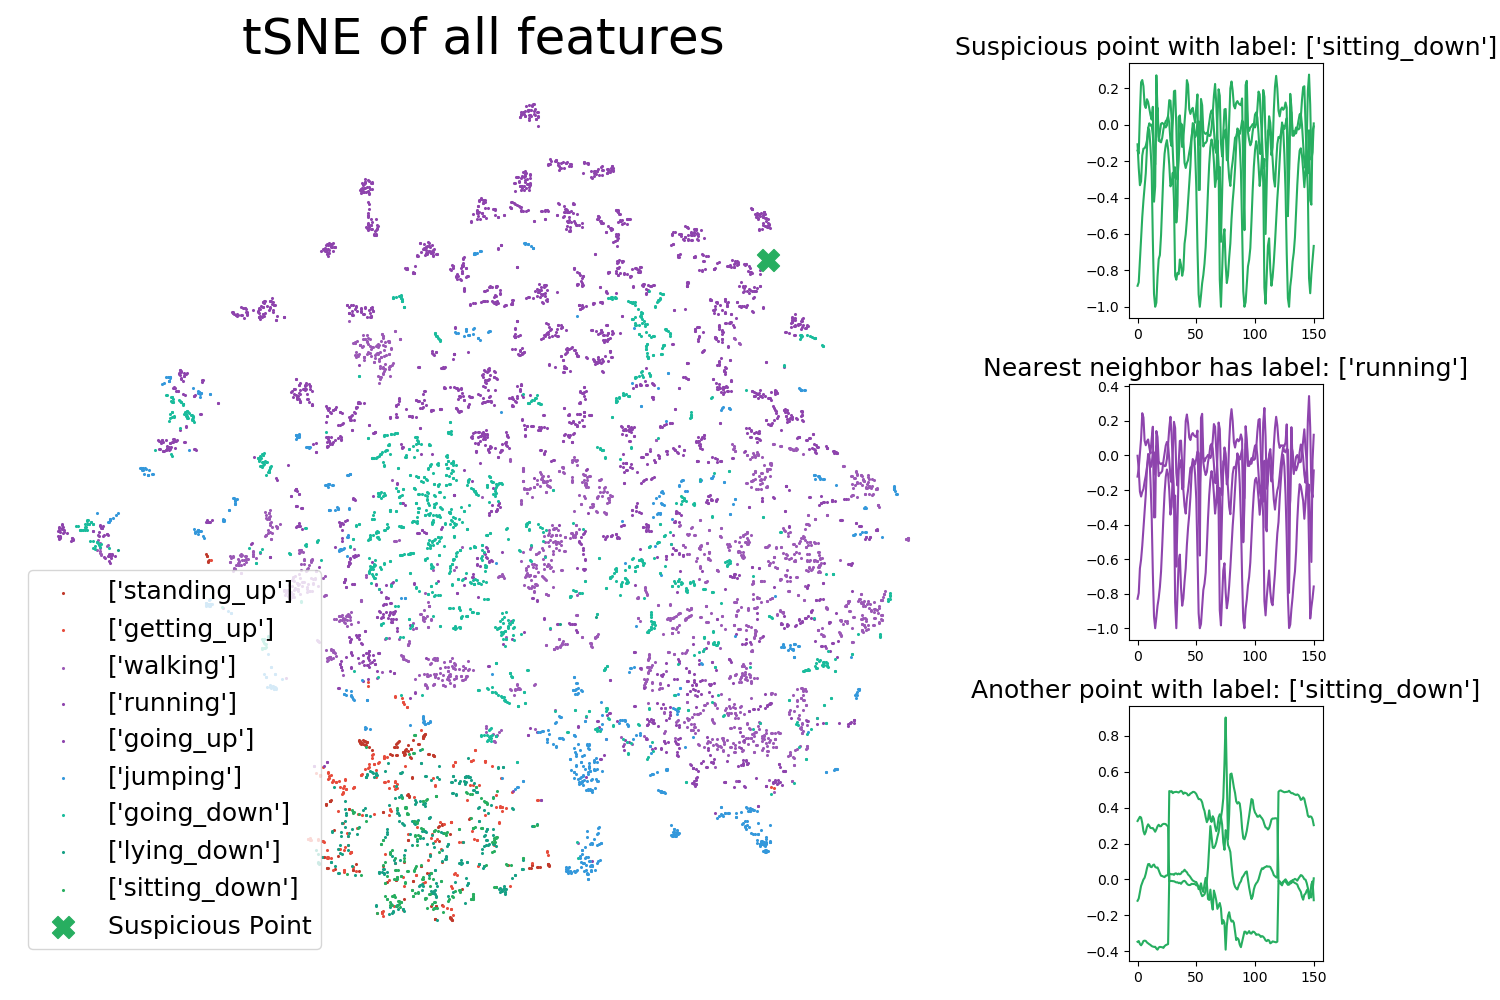 tSNE of all features
['standing_up']
['getting_up']
['walking']
['running']
['going_up']
['jumping']
['going_down']
['lying_down']
['sitting_down']
Suspicious Point
Suspicious point with label: ['sitting_down']
0.2
0.0
−0.2
−0.4
−0.6
−0.8
−1.0
0 50 100 150
Nearest neighbor has label: ['running']
0.4
0.2
0.0
−0.2
−0.4
−0.6
−0.8
−1.0
0 50 100 150
Another point with label: ['sitting_down']
0.8
0.6
0.4
0.2
0.0
−0.2
−0.4
0 50 100 150